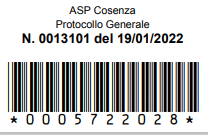 ASP Cosenza
Protocollo Generale
N. 0013101 del 19/01/2022
*0005722028*